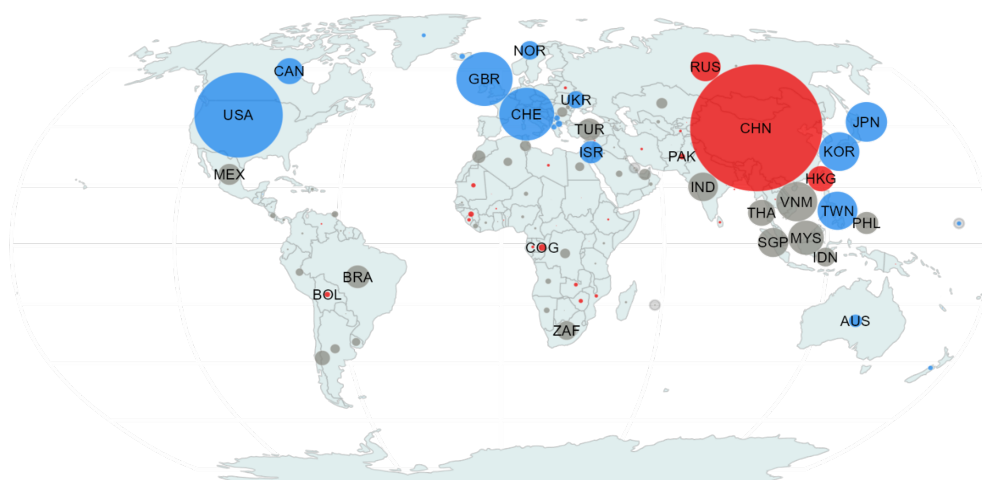 NOR
RUS
CAN
GBR
UKR
USA
CHE
JPN
TUR
CHN
ISR
KOR
PAK
MEX
HKG
IND
VNM
THA
TWN
PHL
SGP
MYS
COG
IDN
BRA
BOL
AUS
ZAF